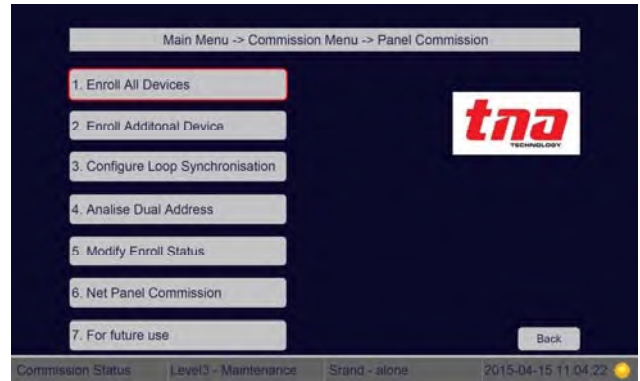 Main Menu -> Commission Menu -> Panel Commission
1. Enroll All Devices
tna
TECHNOLOGY
2. Enroll Additonal Device
3. Configure Loop Synchronisation
4. Analise Dual Address
5. Modify Enroll Status
6. Net Panel Commission
7. For future use
Back
Commission Status Level3 - Maintenance Srand - alone 2015-04-15 11:04:22